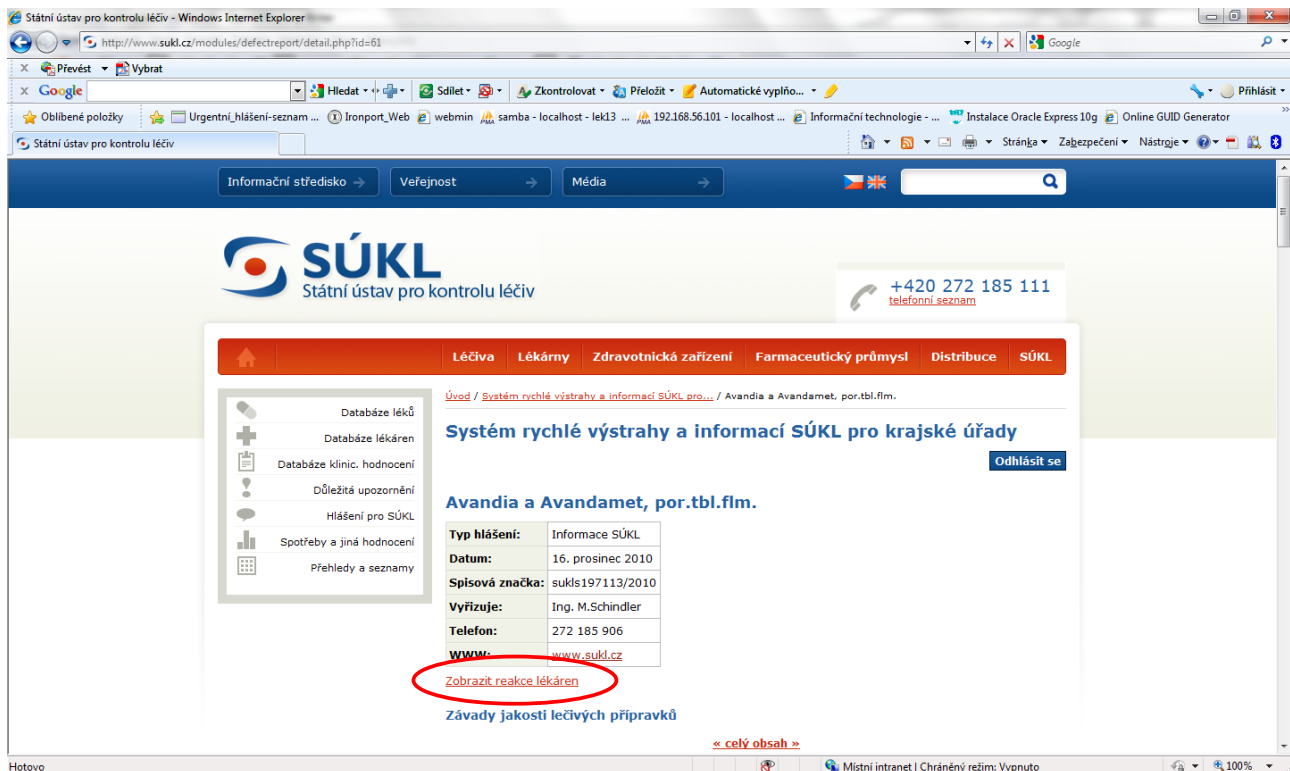 Státní ústav pro kontrolu léčiv - Windows Internet Explorer
http://www.sukl.cz/modules/defectreport/detail.php?id=61
Google
x Převést Vybrat
x Google Hledat Sdílet Zkontrolovat Přeložit Automatické vyplňo... Přihlásit
Oblíbené položky Urgentní_hlášení-seznam ... Ironport_Web webmin samba - localhost - lekl3 ... 192.168.56.101 - localhost ... Informační technologie - ... Instalace Oracle Express 10g Online GUID Generator »
Státní ústav pro kontrolu léčiv Stránka Zabezpečení Nástroje
Informační středisko → Veřejnost → Média →
SÚKL
Státní ústav pro kontrolu léčiv
+420 272 185 111
telefonní seznam
Léčiva Lékárny Zdravotnická zařízení Farmaceutický průmysl Distribuce SÚKL
Úvod / Systém rychlé výstrahy a informací SÚKL pro... / Avandia a Avandamet, por.tbl.flm.
Databáze léků
Databáze lékáren
Databáze klinic. hodnocení
Důležitá upozornění
Hlášení pro SÚKL
Spotřeby a jiná hodnocení
Přehledy a seznamy
Systém rychlé výstrahy a informací SÚKL pro krajské úřady
Odhlásit se
Avandia a Avandamet, por.tbl.flm.
Typ hlášení: Informace SÚKL
Datum: 16. prosinec 2010
Spisová značka: sukls197113/2010
Vyřizuje: Ing. M.Schindler
Telefon: 272 185 906
WWW: www.sukl.cz
Zobrazit reakce lékáren
Závady jakosti lečivých přípravků
« celý obsah »
Hotovo Místní intranet | Chráněný režim: Vypnuto 100%